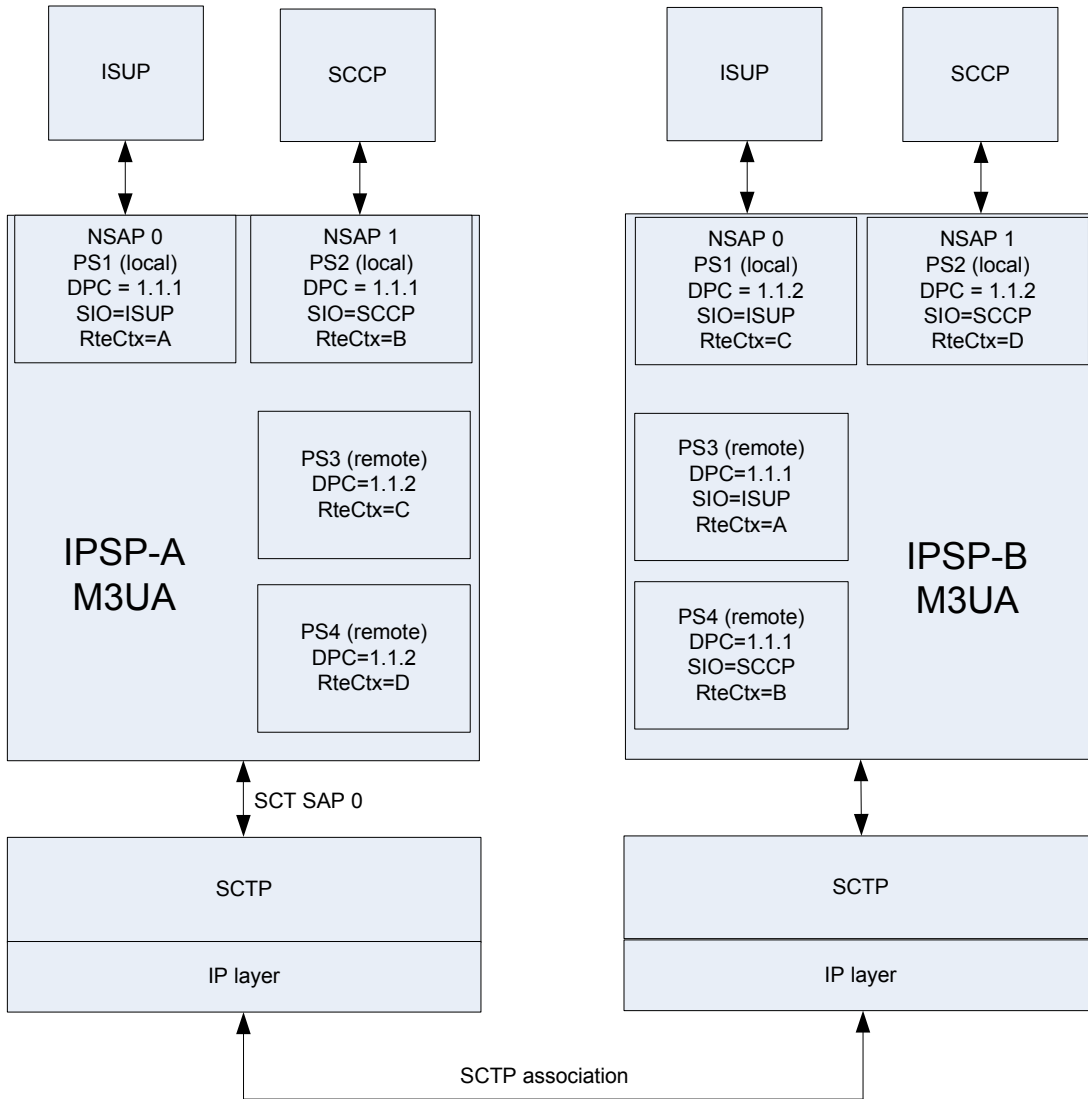 ISUP
SCCP
ISUP
SCCP
NSAP 0
PS1 (local)
DPC = 1.1.1
SIO=ISUP
RteCtx=A
NSAP 1
PS2 (local)
DPC = 1.1.1
SIO=SCCP
RteCtx=B
NSAP 0
PS1 (local)
DPC = 1.1.2
SIO=ISUP
RteCtx=C
NSAP 1
PS2 (local)
DPC = 1.1.2
SIO=SCCP
RteCtx=D
PS3 (remote)
DPC=1.1.2
RteCtx=C
IPSP-A
M3UA
PS4 (remote)
DPC=1.1.2
RteCtx=D
PS3 (remote)
DPC=1.1.1
SIO=ISUP
RteCtx=A
IPSP-B
M3UA
PS4 (remote)
DPC=1.1.1
SIO=SCCP
RteCtx=B
SCT SAP 0
SCTP
IP layer
SCTP
IP layer
SCTP association